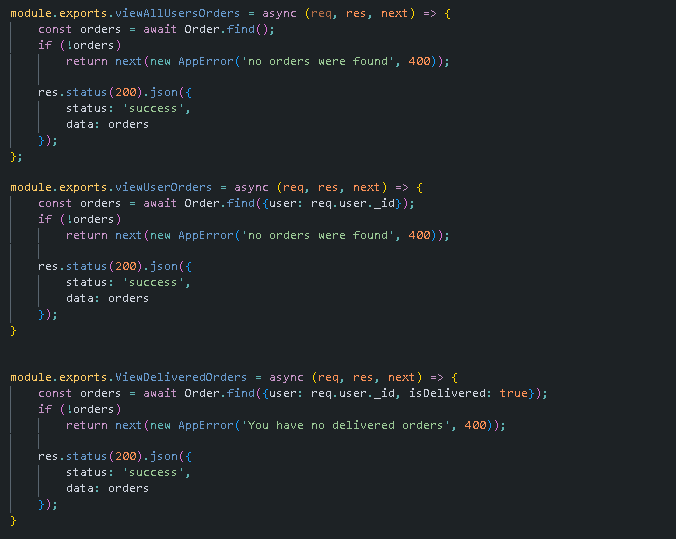 module.exports.viewAllUsersOrders = async (req, res, next) => {
    const orders = await Order.find();
    if (!orders)
        return next(new AppError('no orders were found', 400));

    res.status(200).json({
        status: 'success',
        data: orders
    });
};

module.exports.viewUserOrders = async (req, res, next) => {
    const orders = await Order.find({user: req.user._id});
    if (!orders)
        return next(new AppError('no orders were found', 400));

    res.status(200).json({
        status: 'success',
        data: orders
    });
}

module.exports.ViewDeliveredOrders = async (req, res, next) => {
    const orders = await Order.find({user: req.user._id, isDelivered: true});
    if (!orders)
        return next(new AppError('You have no delivered orders', 400));

    res.status(200).json({
        status: 'success',
        data: orders
    });
}